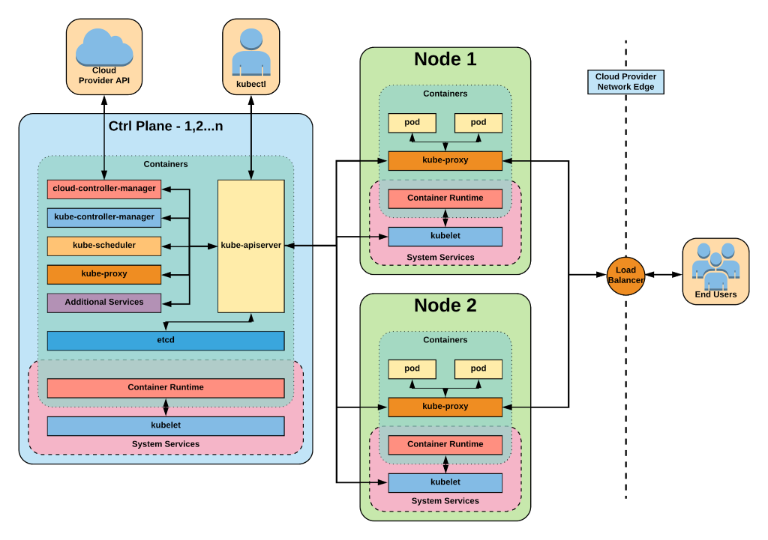 Cloud
Provider API
kubectl
Ctrl Plane - 1,2...n
Containers
cloud-controller-manager
kube-controller-manager
kube-scheduler
kube-proxy
Additional Services
kube-apiserver
etcd
Container Runtime
kubelet
System Services
Node 1
Containers
pod
pod
kube-proxy
Container Runtime
kubelet
System Services
Node 2
Containers
pod
pod
kube-proxy
Container Runtime
kubelet
System Services
Cloud Provider
Network Edge
Load
Balancer
End Users